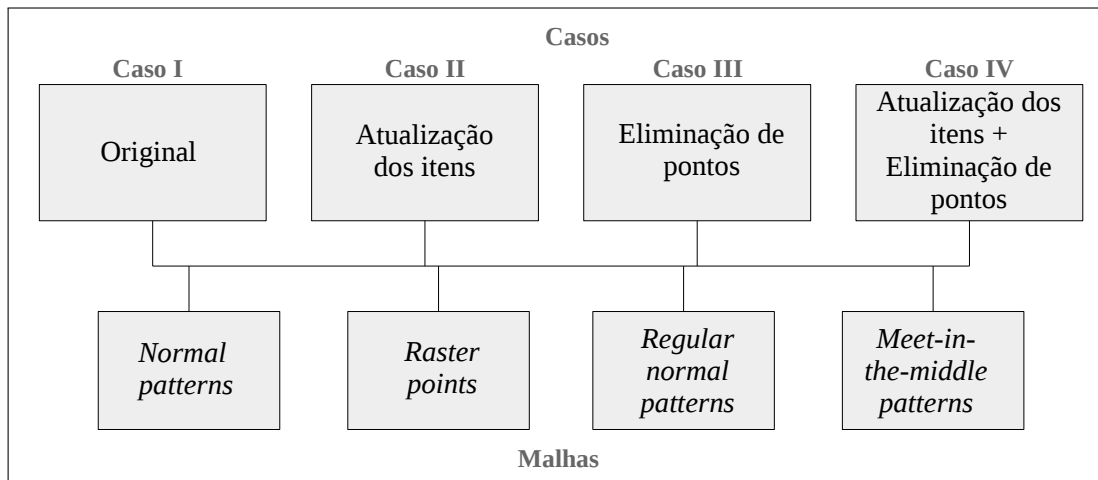 Casos
Caso I
Caso II
Caso III
Caso IV
Original
Atualização
dos itens
Eliminação de
pontos
Atualização dos
itens +
Eliminação de
pontos
Normal
patterns
Raster
points
Regular
normal
patterns
Meet-in-
the-middle
patterns
Malhas